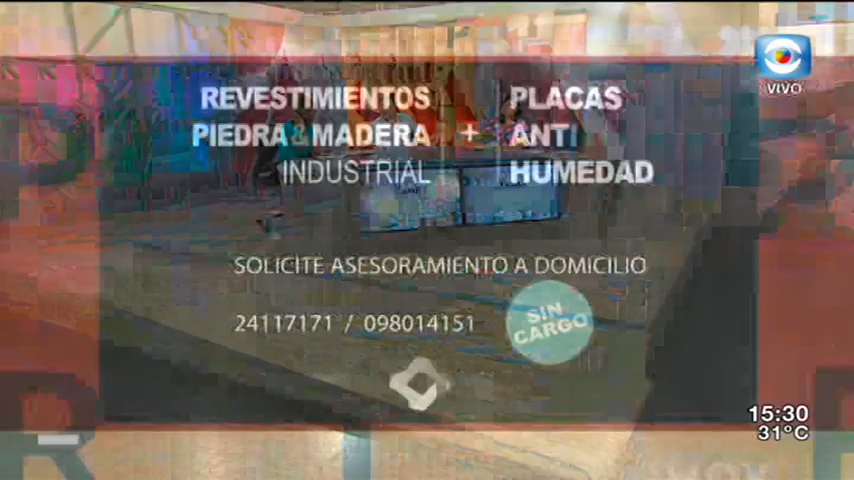 VIVO
REVESTIMIENTOS
PIEDRA&MADERA
INDUSTRIAL
+
PLACAS
ANTI
HUMEDAD
SOLICITE ASESORAMIENTO A DOMICILIO
24117171 / 098014151
SIN
CARGO
15:30
31°C